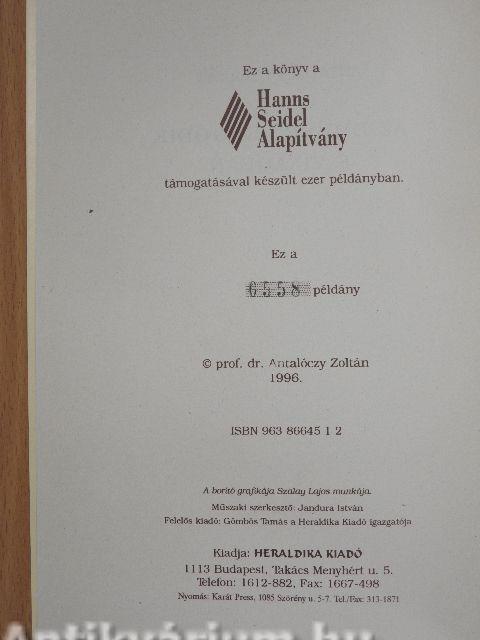 Ez a könyv a
Hanns
Seidel
Alapítvány
támogatásával készült ezer példányban.
Ez a
6558 példány
© prof. dr. Antalóczy Zoltán
1996.
ISBN 963 86645 1 2
A borító grafikája Szalay Lajos munkája.
Műszaki szerkesztő: Jandura István
Felelős kiadó: Gömbös Tamás a Heraldika Kiadó igazgatója
Kiadja: HERALDIKA KIADÓ
1113 Budapest, Takács Menyhért u. 5.
Telefon: 1612-882, Fax: 1667-498
Nyomás: Karát Press, 1085 Szörény u. 5-7. Tel./Fax: 313-1871
Antikvárium.hu